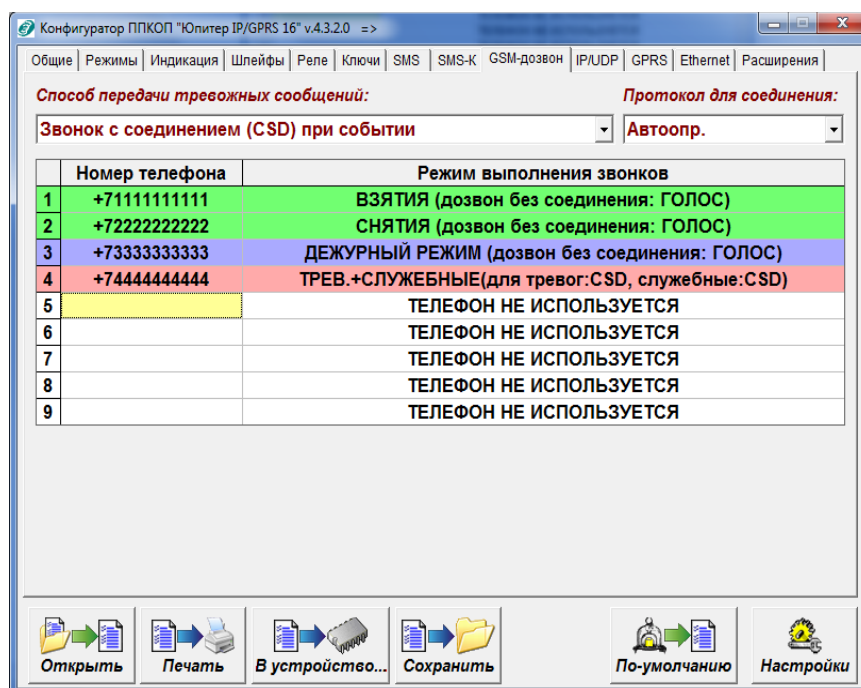 Конфигуратор ППКОП "Юпитер IP/GPRS 16" v.4.3.2.0 =>
Общие Режимы Индикация Шлейфы Реле Ключи SMS SMS-К GSM-дозвон IP/UDP GPRS Ethernet Расширения
Способ передачи тревожных сообщений: Протокол для соединения:
Звонок с соединением (CSD) при событии Автоопр.
Номер телефона Режим выполнения звонков
1 +71111111111 ВЗЯТИЯ (дозвон без соединения: ГОЛОС)
2 +72222222222 СНЯТИЯ (дозвон без соединения: ГОЛОС)
3 +73333333333 ДЕЖУРНЫЙ РЕЖИМ (дозвон без соединения: ГОЛОС)
4 +74444444444 ТРЕВ.+СЛУЖЕБНЫЕ(для тревог:CSD, служебные:CSD)
5 ТЕЛЕФОН НЕ ИСПОЛЬЗУЕТСЯ
6 ТЕЛЕФОН НЕ ИСПОЛЬЗУЕТСЯ
7 ТЕЛЕФОН НЕ ИСПОЛЬЗУЕТСЯ
8 ТЕЛЕФОН НЕ ИСПОЛЬЗУЕТСЯ
9 ТЕЛЕФОН НЕ ИСПОЛЬЗУЕТСЯ
Открыть Печать В устройство... Сохранить По-умолчанию Настройки